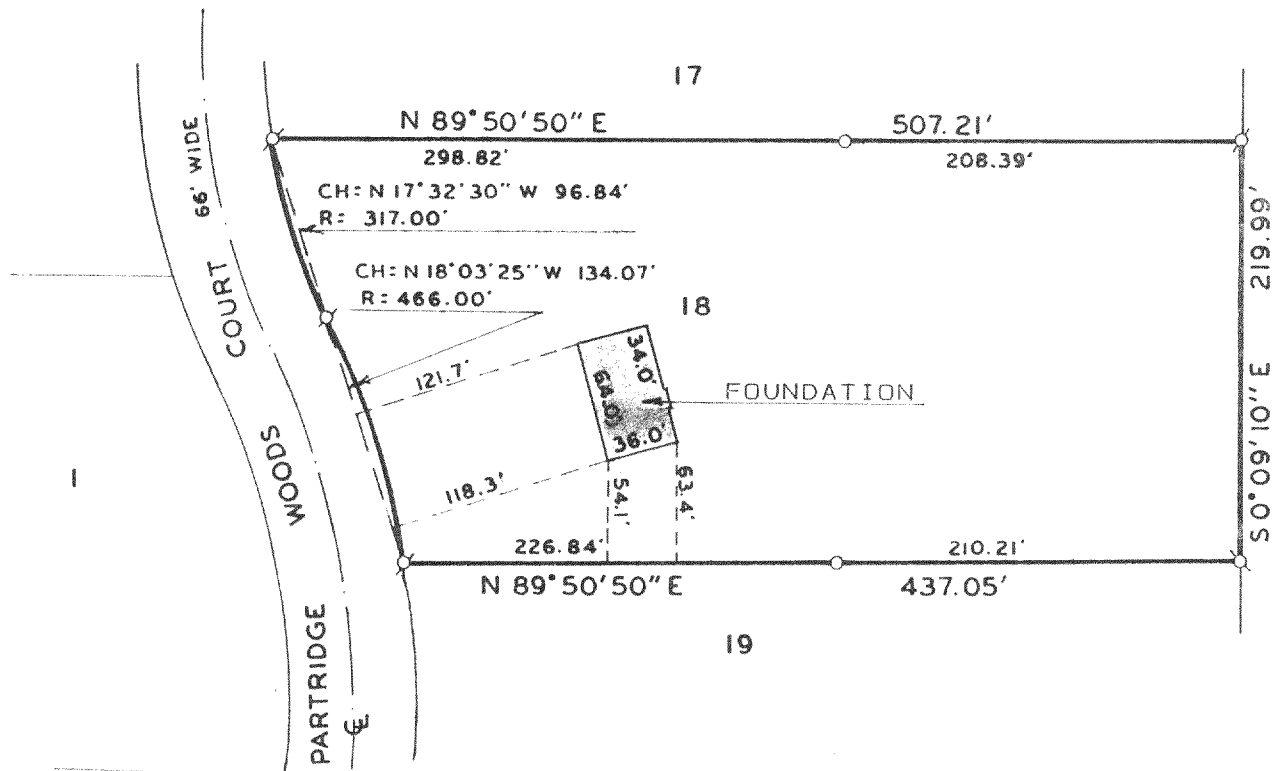 17
N 89°50'50" E 507.21'
298.82' 208.39'
66' WIDE
CH: N 17°32'30" W 96.84'
R= 317.00'
219.99'
CH: N 18°03'25" W 134.07'
R= 466.00'
COURT
18
34.0'
121.7'
64.0'
FOUNDATION
36.0'
S 0°09'10" E
WOODS
1
118.3'
54.1'
63.4'
226.84' 210.21'
N 89°50'50" E 437.05'
19
PARTRIDGE
℄